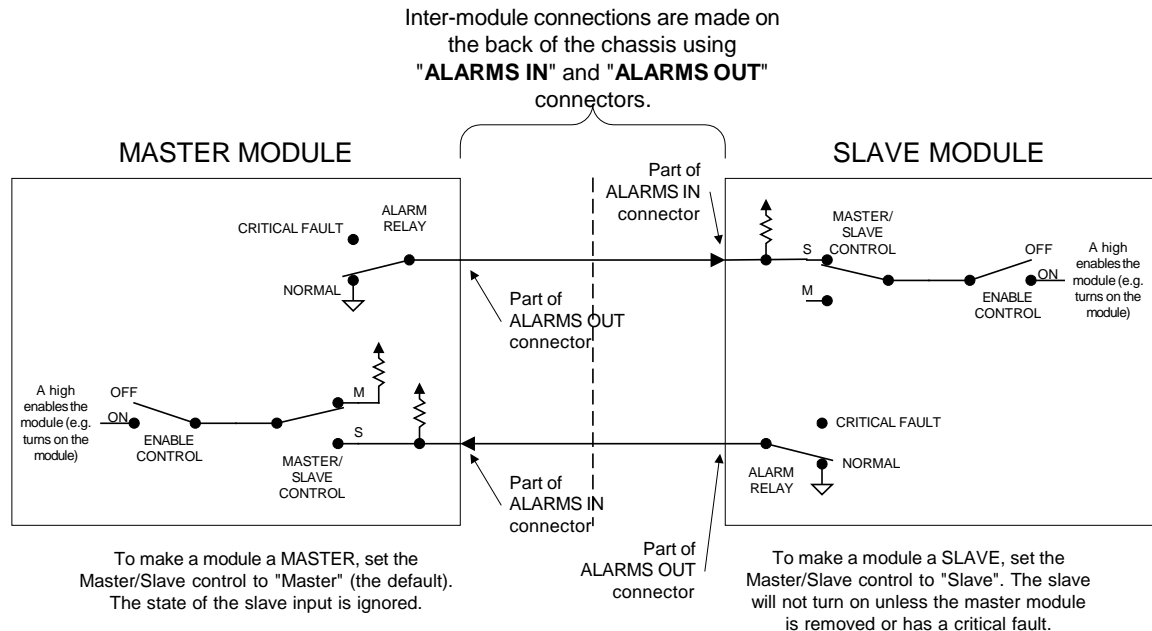 Inter-module connections are made on
the back of the chassis using
"ALARMS IN" and "ALARMS OUT"
connectors.
MASTER MODULE
SLAVE MODULE
CRITICAL FAULT
ALARM
RELAY
NORMAL
Part of
ALARMS OUT
connector
Part of
ALARMS IN
connector
S
MASTER/
SLAVE
CONTROL
M
OFF
ON
ENABLE
CONTROL
A high
enables the
module (e.g.
turns on the
module)
A high
enables the
module (e.g.
turns on the
module)
OFF
ON
ENABLE
CONTROL
M
S
MASTER/
SLAVE
CONTROL
Part of
ALARMS IN
connector
Part of
ALARMS OUT
connector
CRITICAL FAULT
NORMAL
ALARM
RELAY
To make a module a MASTER, set the
Master/Slave control to "Master" (the default).
The state of the slave input is ignored.
To make a module a SLAVE, set the
Master/Slave control to "Slave". The slave
will not turn on unless the master module
is removed or has a critical fault.